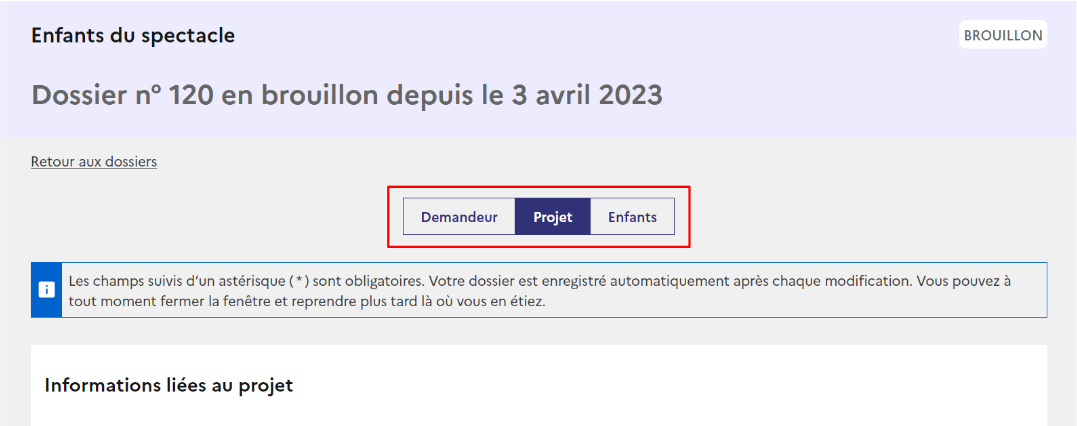 Enfants du spectacle
BROUILLON
Dossier n° 120 en brouillon depuis le 3 avril 2023
Retour aux dossiers
Demandeur
Projet
Enfants
Les champs suivis d’un astérique ( * ) sont obligatoires. Votre dossier est enregistré automatiquement après chaque modification. Vous pouvez à
tout moment fermer la fenêtre et reprendre plus tard là où vous en étiez.
Informations liées au projet